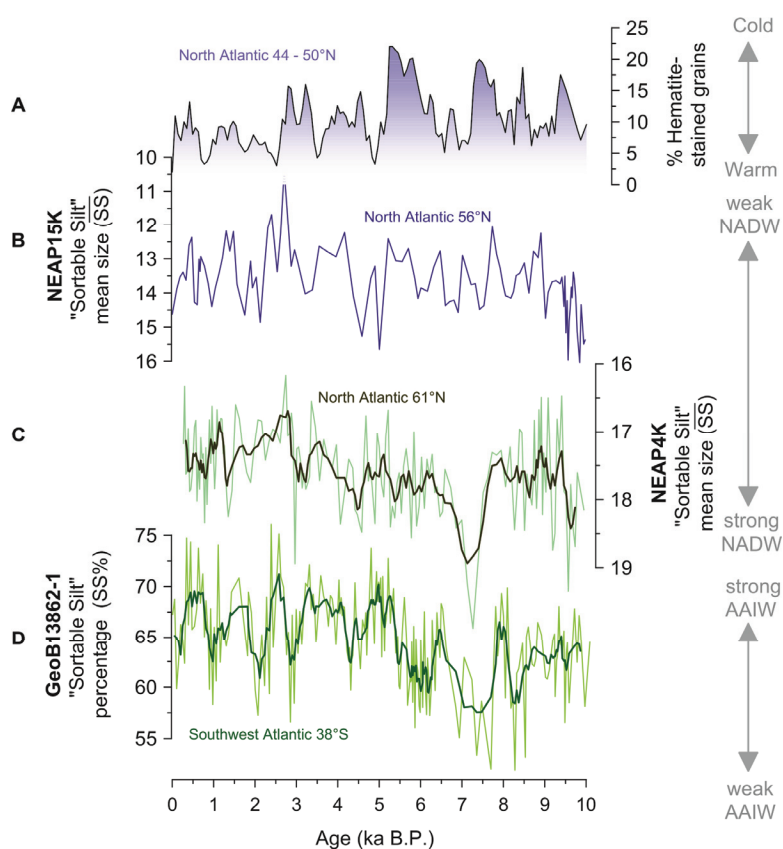 Cold
25
20
15
10
5
0
North Atlantic 44 - 50°N
A
% Hematite-
stained grains
Warm
10
11
12
13
14
15
16
NEAP15K
"Sortable Silt"
mean size (SS)
B
North Atlantic 56°N
weak
NADW
16
17
18
19
North Atlantic 61°N
C
NEAP4K
"Sortable Silt"
mean size (SS)
strong
NADW
75
70
65
60
55
GeoB13862-1
"Sortable Silt"
percentage (SS%)
D
Southwest Atlantic 38°S
strong
AAIW
weak
AAIW
0 1 2 3 4 5 6 7 8 9 10
Age (ka B.P.)